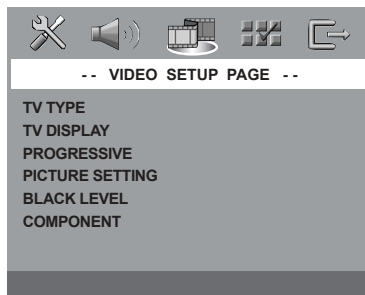 -- VIDEO SETUP PAGE --
TV TYPE
TV DISPLAY
PROGRESSIVE
PICTURE SETTING
BLACK LEVEL
COMPONENT